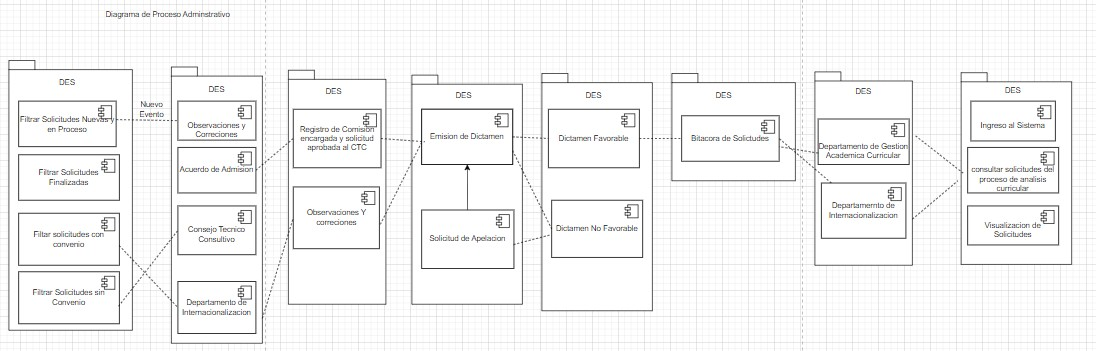 Diagrama de Proceso Adminstrativo
DES
Filtrar Solicitudes Nuevas y
en Proceso
Filtrar Solicitudes
Finalizadas
Filtar solicitudes con
convenio
Filtrar Solicitudes sin
Convenio
Nuevo
Evento
DES
Observaciones y
Correciones
Acuerdo de Admision
Consejo Tecnico
Consultivo
Departamento de
Internacionalizacion
DES
Registro de Comision
encargada y solicitud
aprobada al CTC
Observaciones Y
correciones
DES
Emision de Dictamen
Solicitud de Apelacion
DES
Dictamen Favorable
Dictamen No Favorable
DES
Bitacora de Solictudes
DES
Departamento de Gestion
Academica Curricular
Departamernto de
Internacionalizacion
DES
Ingreso al Sistema
consultar solicitudes del
proceso de analisis
curricular
Visualizacion de
Solicitudes